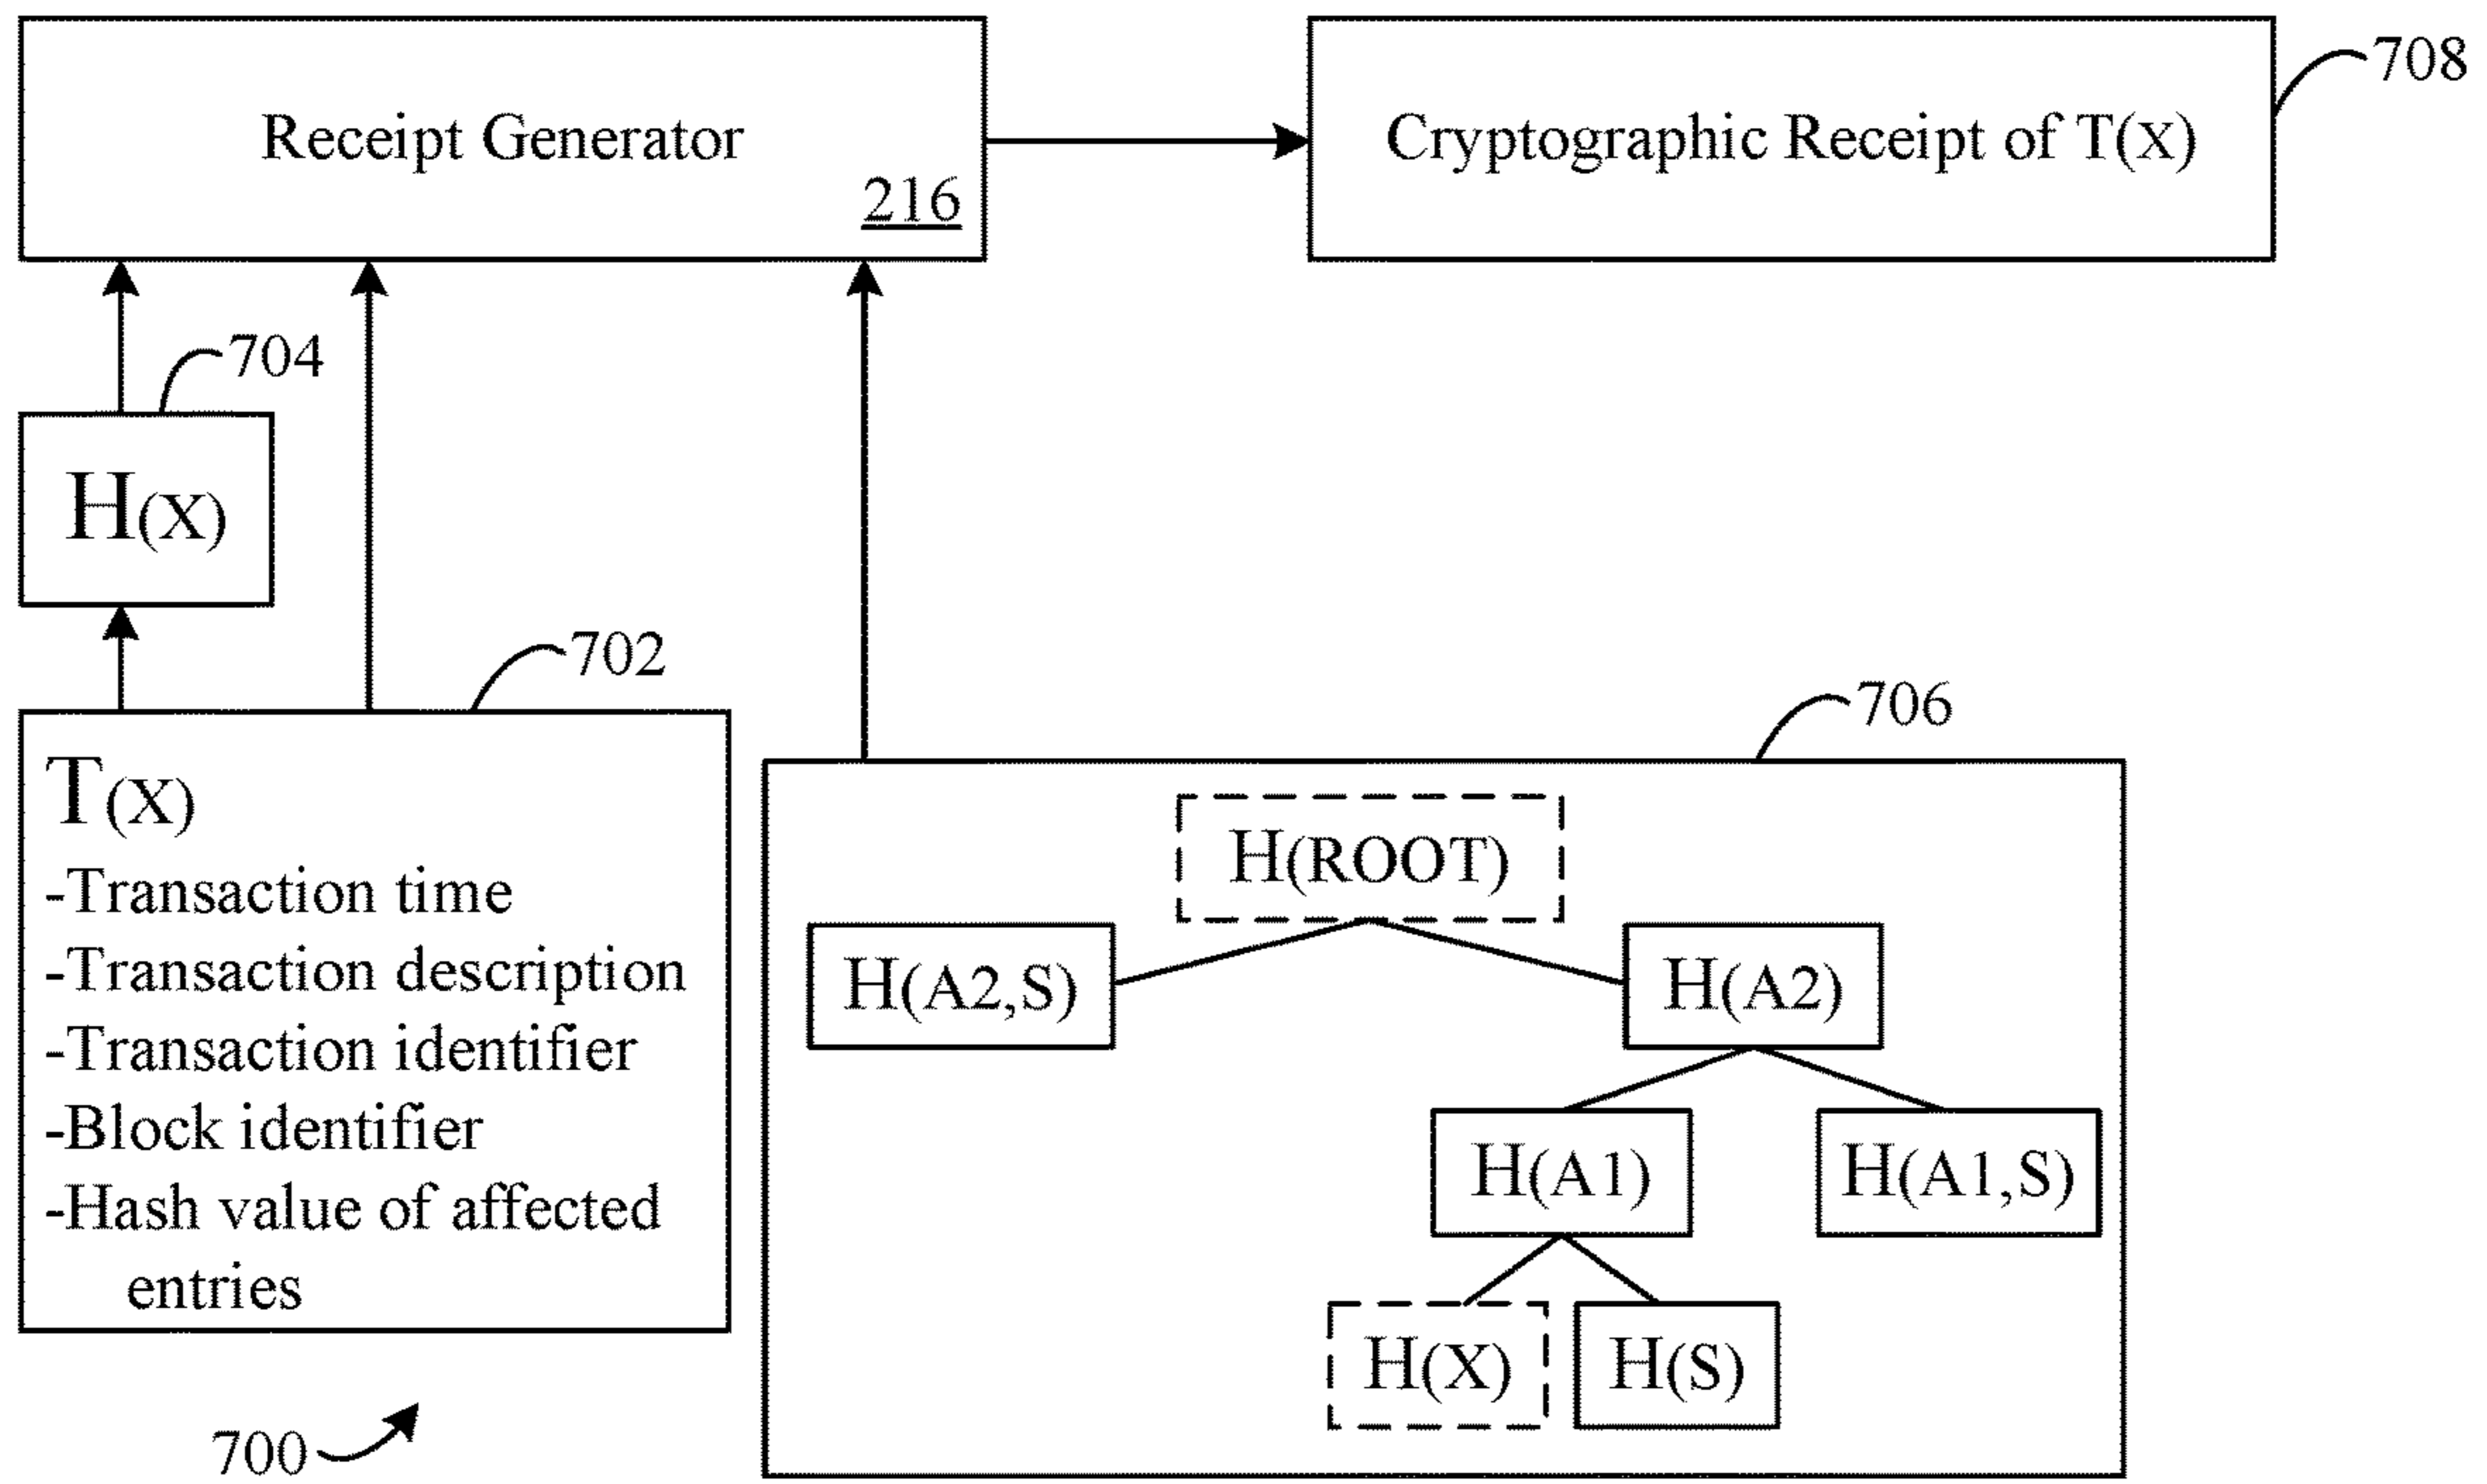 Receipt Generator
216
Cryptographic Receipt of T(X)
708
704
H(X)
702
T(X)
-Transaction time
-Transaction description
-Transaction identifier
-Block identifier
-Hash value of affected
entries
706
H(ROOT)
H(A2,S)
H(A2)
H(A1)
H(A1,S)
H(X)
H(S)
700